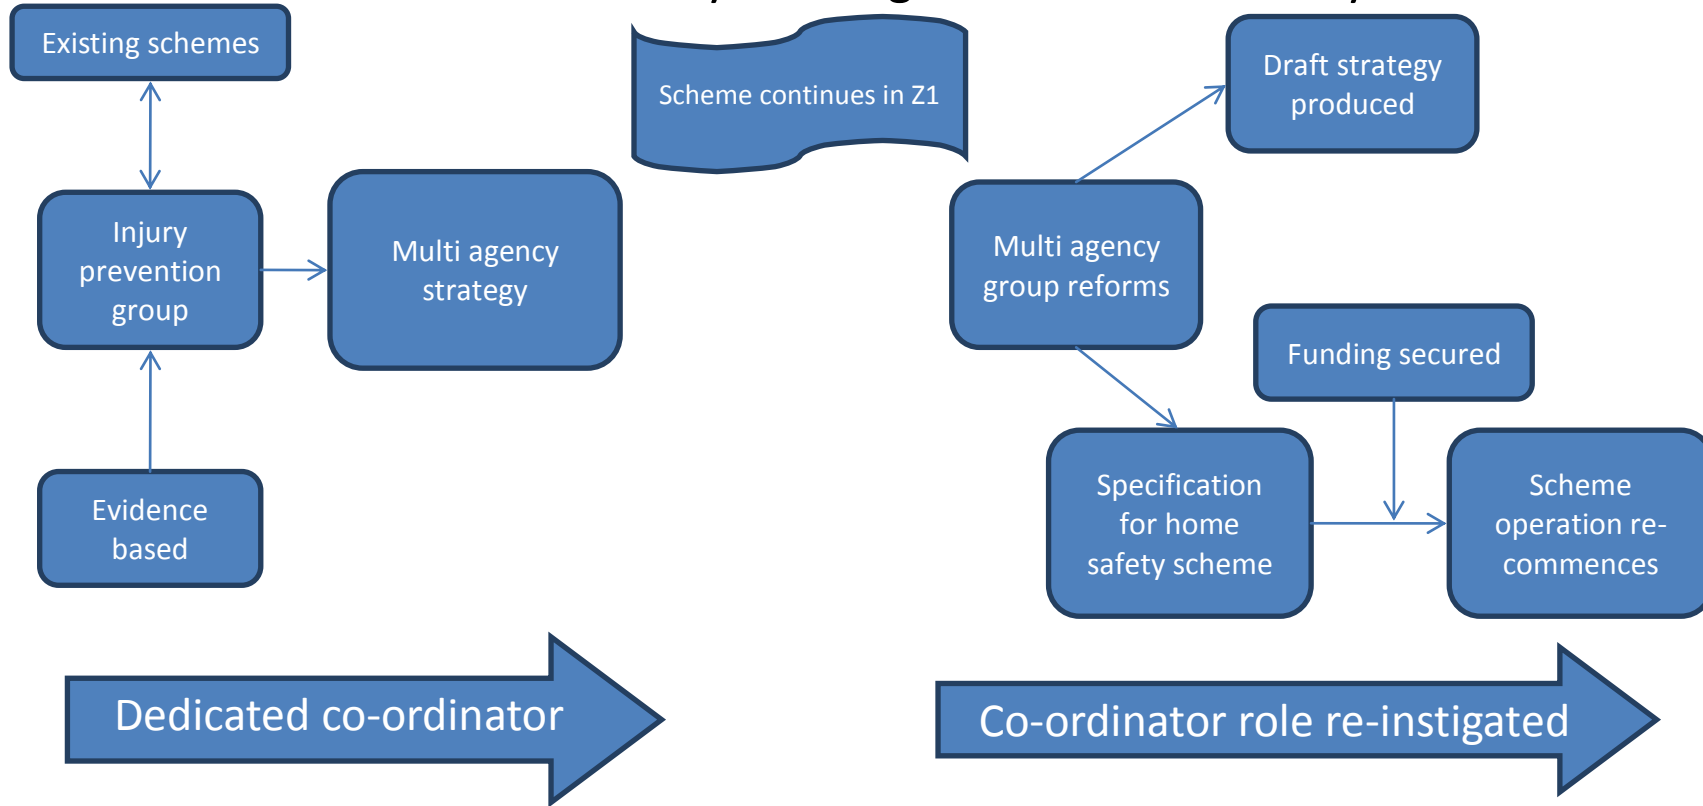 Existing schemes
Scheme continues in Z1
Draft strategy
produced
Injury
prevention
group
Multi agency
strategy
Multi agency
group reforms
Funding secured
Evidence
based
Specification
for home
safety scheme
Scheme
operation re-
commences
Dedicated co-ordinator
Co-ordinator role re-instigated